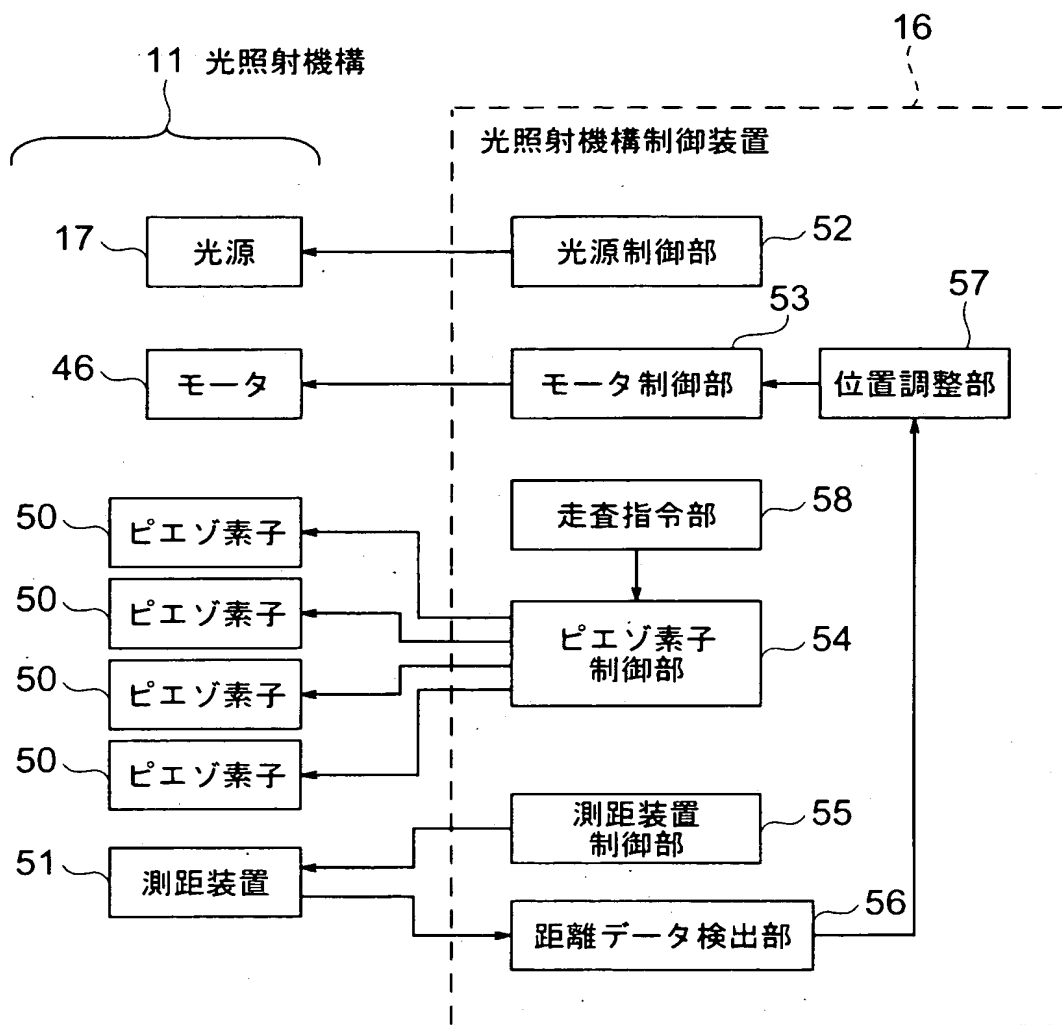 16
11 光照射機構
光照射機構制御装置
17
光源
光源制御部
52
57
53
46
モータ
モータ制御部
位置調整部
走査指令部
58
50
ピエゾ素子
50
ピエゾ素子
ピエゾ素子
制御部
54
50
ピエゾ素子
50
ピエゾ素子
測距装置
制御部
55
51
測距装置
距離データ検出部
56